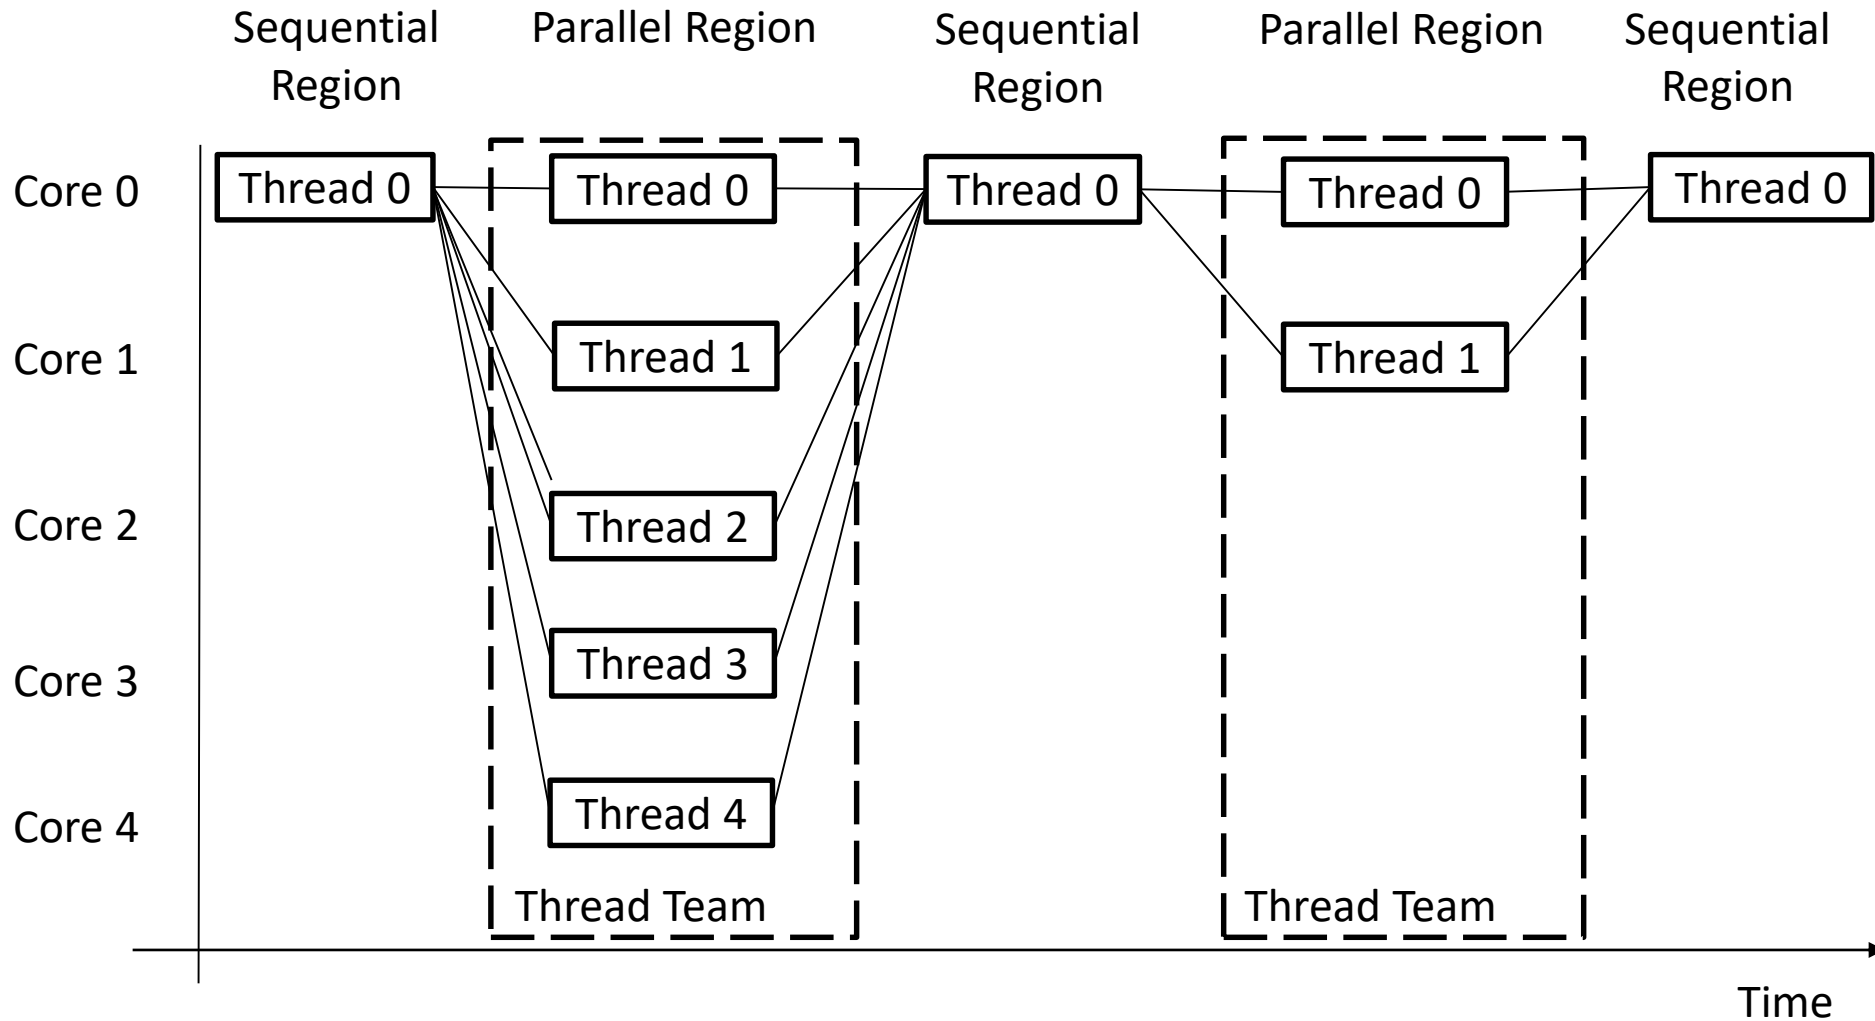 Sequential
Region
Parallel Region
Sequential
Region
Parallel Region
Sequential
Region
Core 0
Thread 0
Thread 0
Thread 0
Thread 0
Thread 0
Core 1
Thread 1
Thread 1
Core 2
Thread 2
Core 3
Thread 3
Core 4
Thread 4
Thread Team
Thread Team
Time